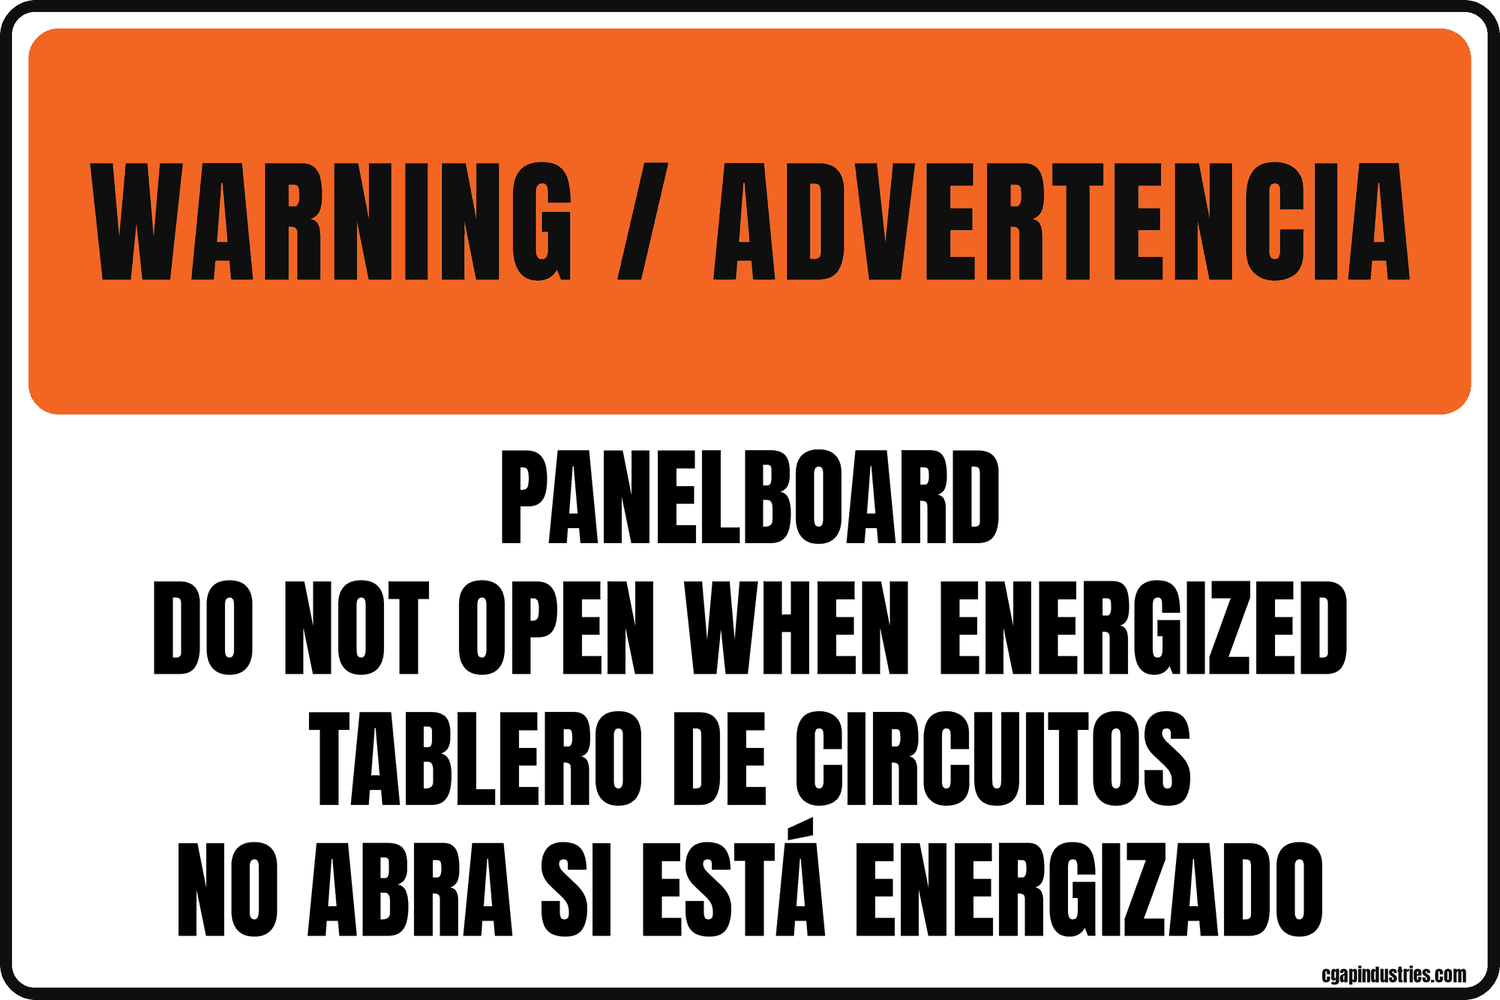 WARNING / ADVERTENCIA
PANELBOARD
DO NOT OPEN WHEN ENERGIZED
TABLERO DE CIRCUITOS
NO ABRA SI ESTÁ ENERGIZADO
cgapindustries.com